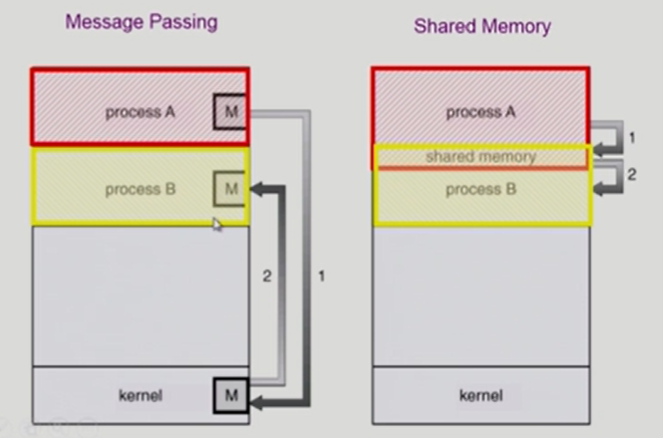 Message Passing
process A M
process B M
2 1
kernel M
Shared Memory
process A
1
shared memory
2
process B
kernel